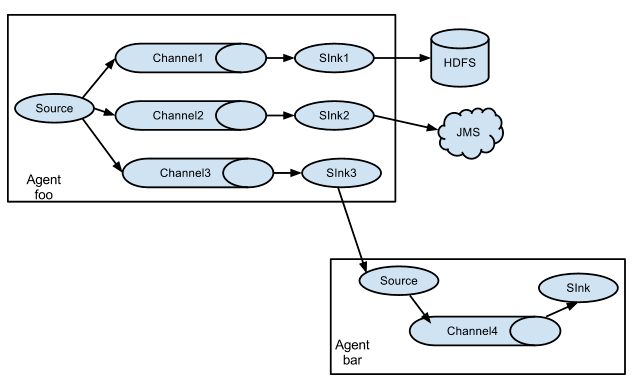 Channel1
SInk1
HDFS
Source
Channel2
SInk2
JMS
Channel3
SInk3
Agent
foo
Source
SInk
Channel4
Agent
bar